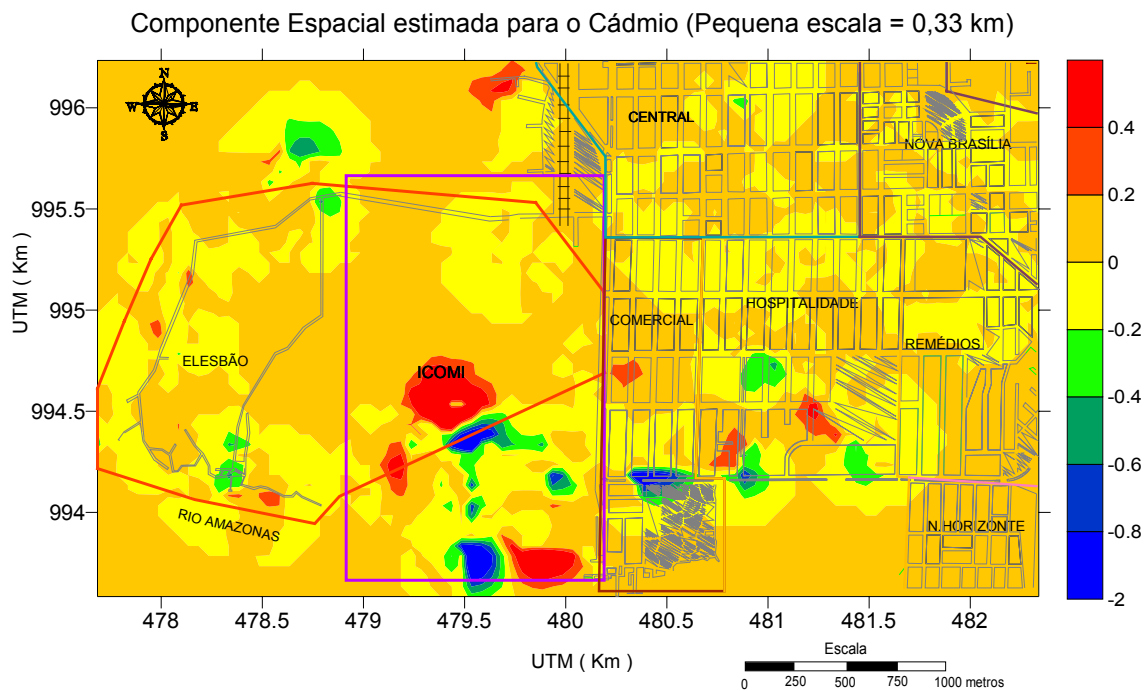 Componente Espacial estimada para o Cádmio (Pequena escala = 0,33 km)
N
W E
S
CENTRAL
NOVA BRASÍLIA
HOSPITALIDADE
COMERCIAL
REMÉDIOS
ELESBÃO
ICOMI
RIO AMAZONAS
N.HORIZONTE
UTM ( Km )
996
995.5
995
994.5
994
478 478.5 479 479.5 480 480.5 481 481.5 482
UTM ( Km )
0.4
0.2
0
-0.2
-0.4
-0.6
-0.8
-2
Escala
0 250 500 750 1000 metros